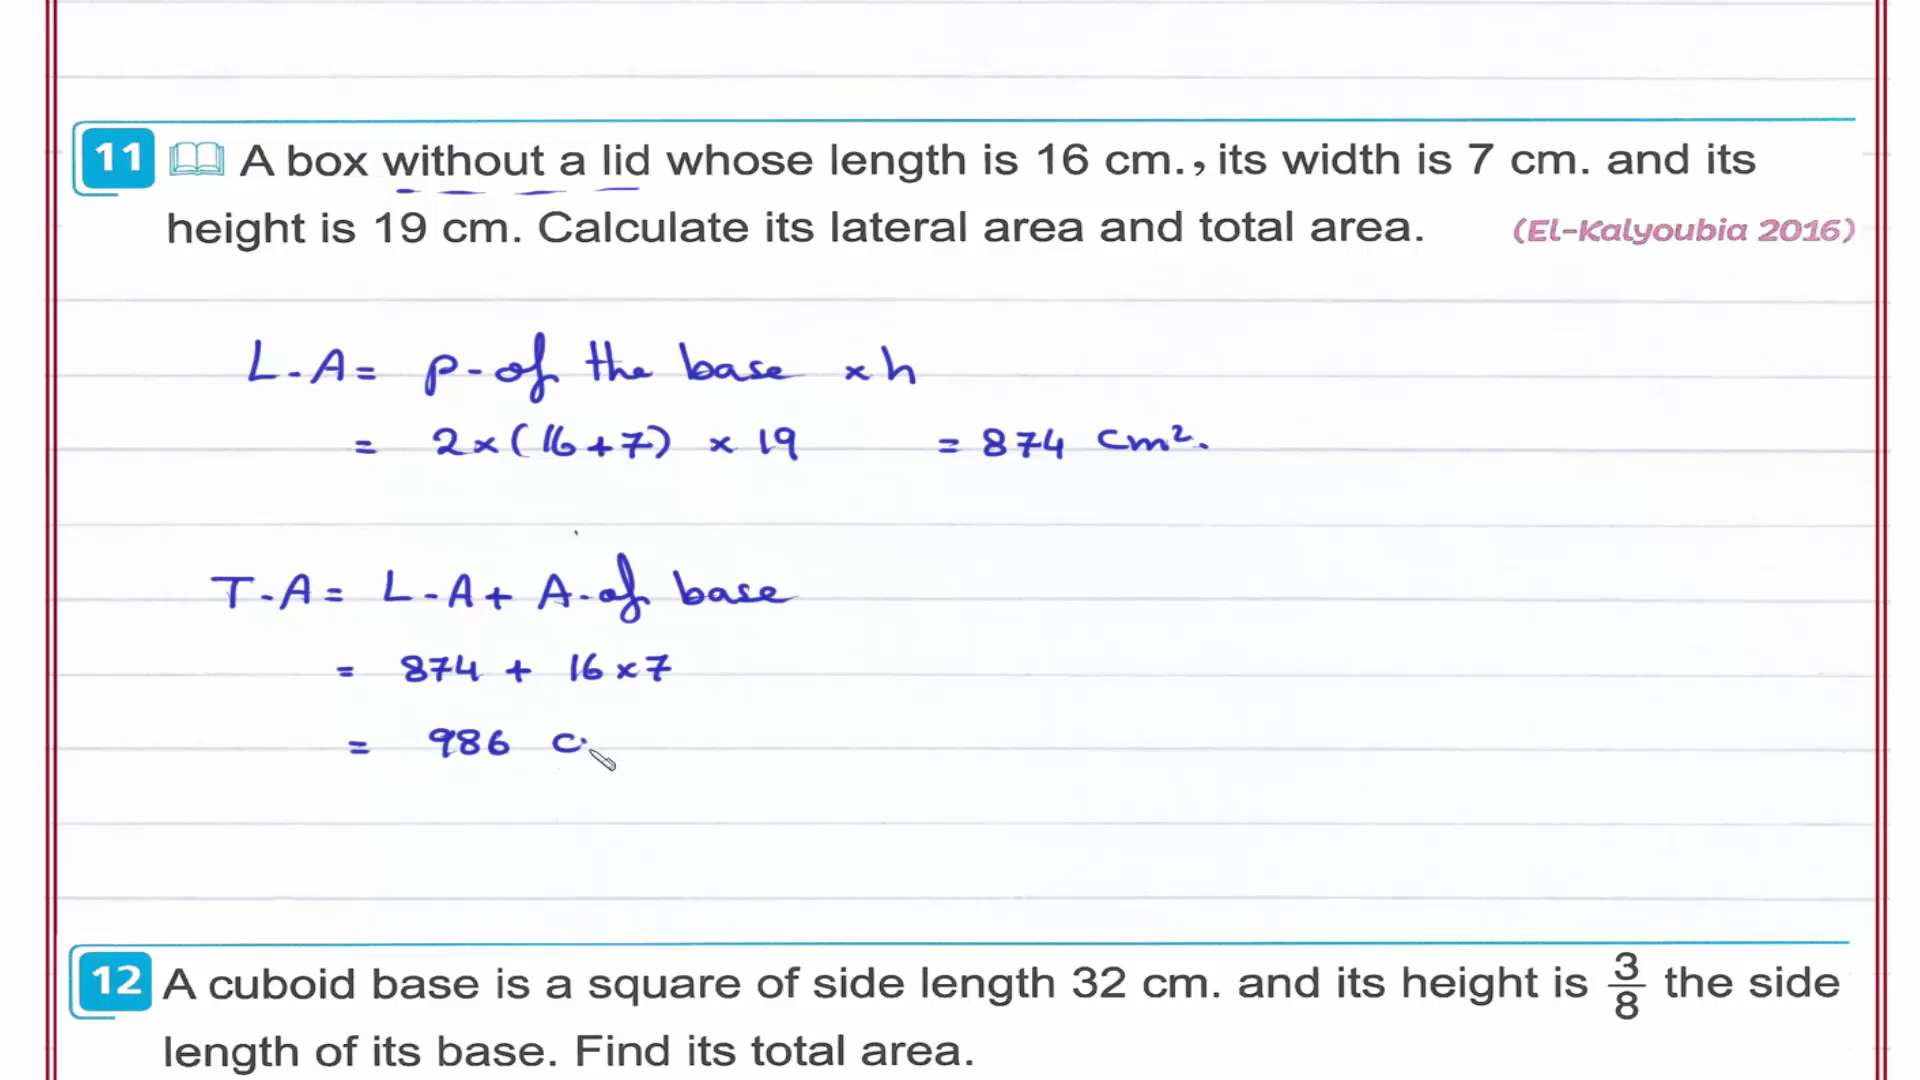 11 A box without a lid whose length is 16 cm., its width is 7 cm. and its
height is 19 cm. Calculate its lateral area and total area. (El-Kalyoubia 2016)
L-A = P- of the base × h
= 2×(16+7) × 19 = 874 cm².
T-A = L-A + A- of base
= 874 + 16×7
= 986 c
12 A cuboid base is a square of side length 32 cm. and its height is 3/8 the side
length of its base. Find its total area.